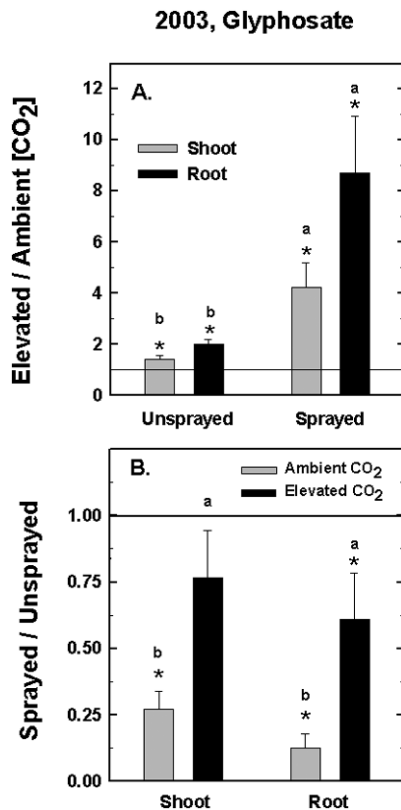 2003, Glyphosate
Elevated / Ambient [CO₂]
A.
Shoot
Root
12
10
8
6
4
2
0
b
*
b
*
a
*
a
*
Unsprayed
Sprayed
Sprayed / Unsprayed
B.
Ambient CO₂
Elevated CO₂
1.00
0.75
0.50
0.25
0.00
b
*
a
b
*
a
*
Shoot
Root